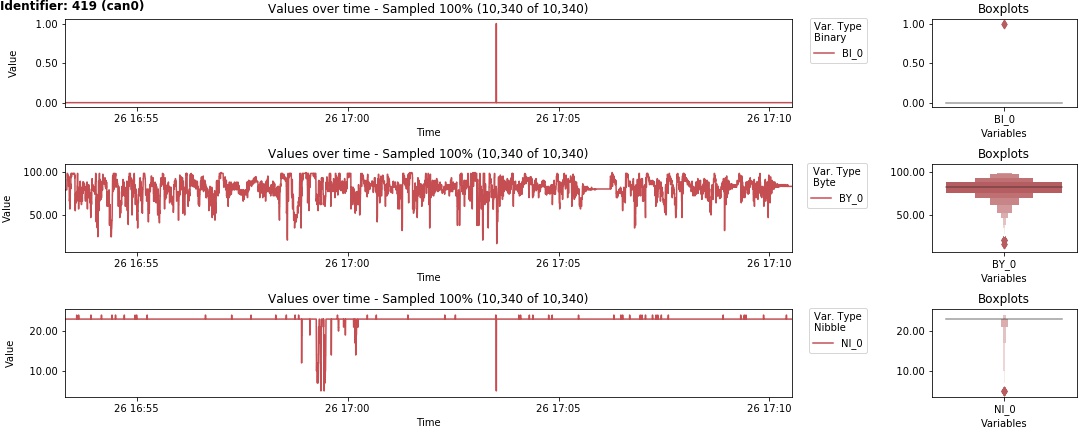 Identifier: 419 (can0)
Values over time - Sampled 100% (10,340 of 10,340)
Value
1.00
0.50
0.00
26 16:55
26 17:00
26 17:05
26 17:10
Time
Var. Type
Binary
BI_0
Boxplots
1.00
0.50
0.00
BI_0
Variables
Values over time - Sampled 100% (10,340 of 10,340)
Value
100.00
50.00
26 16:55
26 17:00
26 17:05
26 17:10
Time
Var. Type
Byte
BY_0
Boxplots
100.00
50.00
BY_0
Variables
Values over time - Sampled 100% (10,340 of 10,340)
Value
20.00
10.00
26 16:55
26 17:00
26 17:05
26 17:10
Time
Var. Type
Nibble
NI_0
Boxplots
20.00
10.00
NI_0
Variables